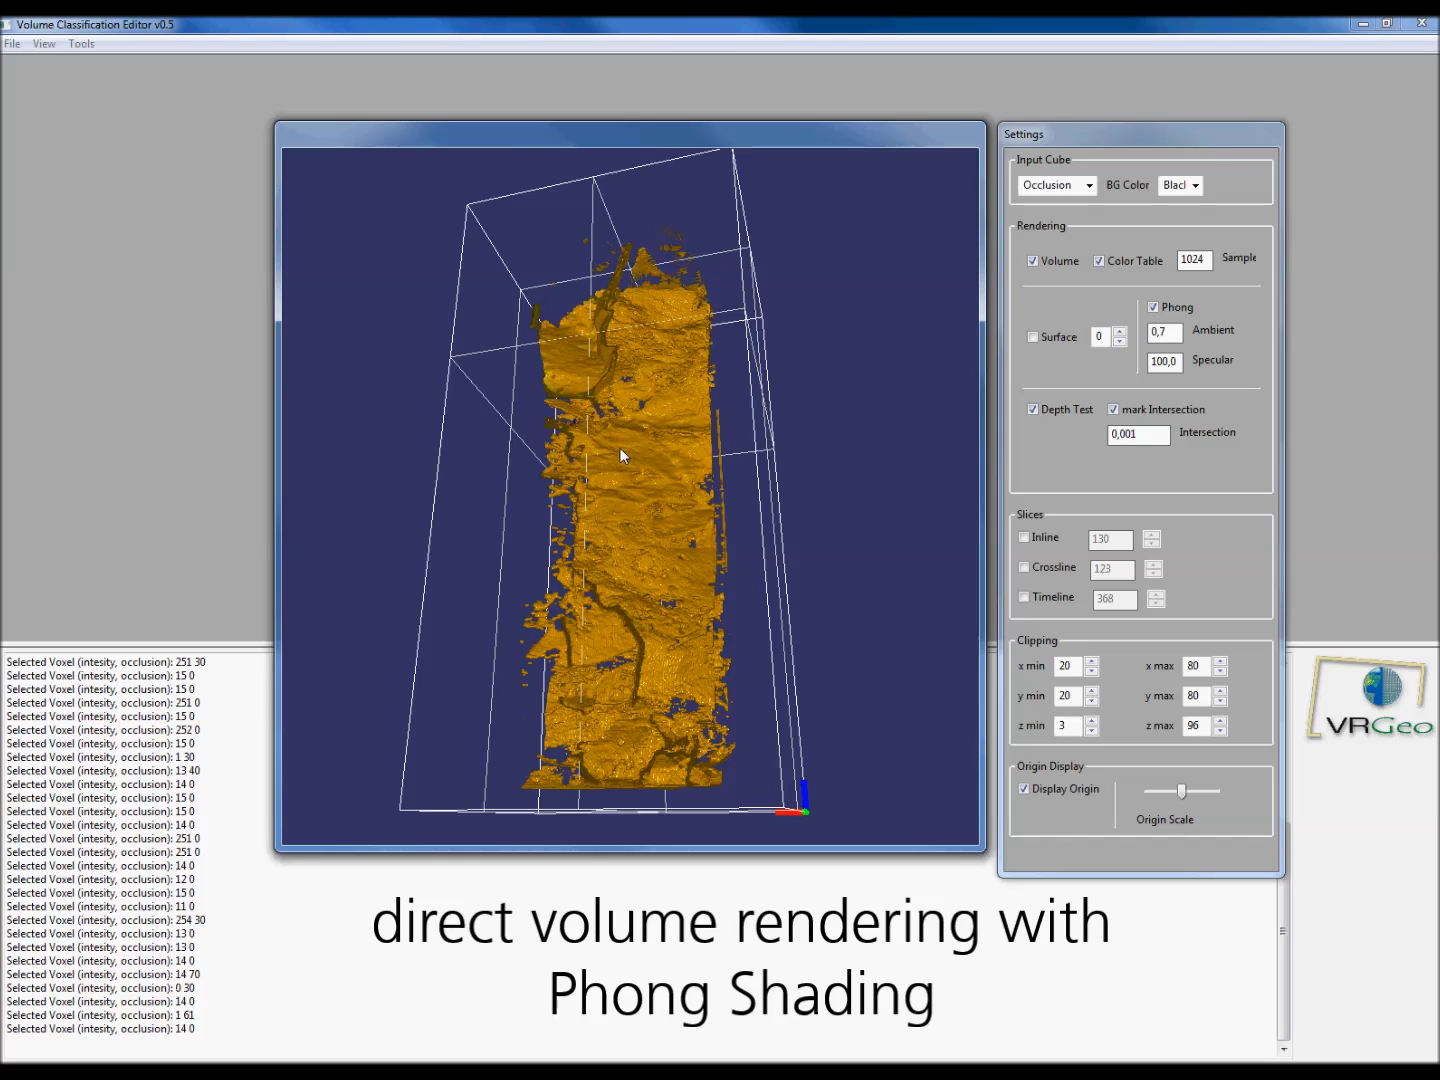 Volume Classification Editor v0.5
File View Tools
Settings
Input Cube
Occlusion BG Color Blacl
Rendering
Volume Color Table 1024 Sample
Phong
Surface 0 0,7 Ambient
100,0 Specular
Depth Test mark Intersection
0,001 Intersection
Slices
Inline 130
Crossline 123
Timeline 368
Clipping
x min 20 x max 80
y min 20 y max 80
z min 3 z max 96
Origin Display
Display Origin
Origin Scale
Selected Voxel (intesity, occlusion): 251 30
Selected Voxel (intesity, occlusion): 15 0
Selected Voxel (intesity, occlusion): 15 0
Selected Voxel (intesity, occlusion): 251 0
Selected Voxel (intesity, occlusion): 15 0
Selected Voxel (intesity, occlusion): 252 0
Selected Voxel (intesity, occlusion): 15 0
Selected Voxel (intesity, occlusion): 1 30
Selected Voxel (intesity, occlusion): 13 40
Selected Voxel (intesity, occlusion): 14 0
Selected Voxel (intesity, occlusion): 15 0
Selected Voxel (intesity, occlusion): 15 0
Selected Voxel (intesity, occlusion): 14 0
Selected Voxel (intesity, occlusion): 251 0
Selected Voxel (intesity, occlusion): 251 0
Selected Voxel (intesity, occlusion): 14 0
Selected Voxel (intesity, occlusion): 12 0
Selected Voxel (intesity, occlusion): 15 0
Selected Voxel (intesity, occlusion): 11 0
Selected Voxel (intesity, occlusion): 254 30
Selected Voxel (intesity, occlusion): 13 0
Selected Voxel (intesity, occlusion): 13 0
Selected Voxel (intesity, occlusion): 14 0
Selected Voxel (intesity, occlusion): 14 70
Selected Voxel (intesity, occlusion): 0 30
Selected Voxel (intesity, occlusion): 14 0
Selected Voxel (intesity, occlusion): 1 61
Selected Voxel (intesity, occlusion): 14 0
VRGeo
direct volume rendering with
Phong Shading